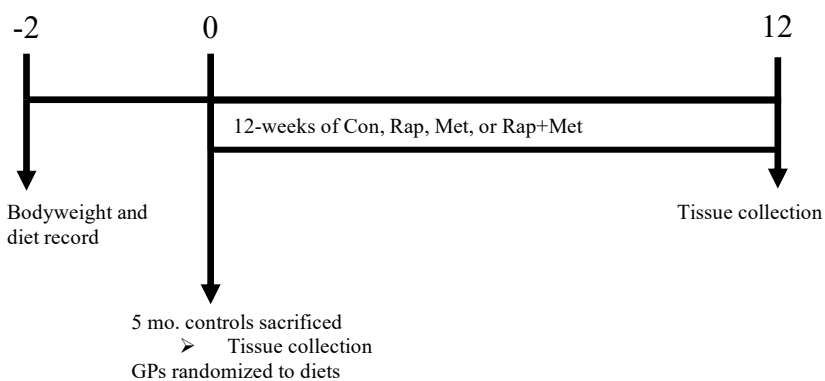 -2
0
12
12-weeks of Con, Rap, Met, or Rap+Met
Bodyweight and
diet record
Tissue collection
5 mo. controls sacrificed
➢ Tissue collection
GPs randomized to diets